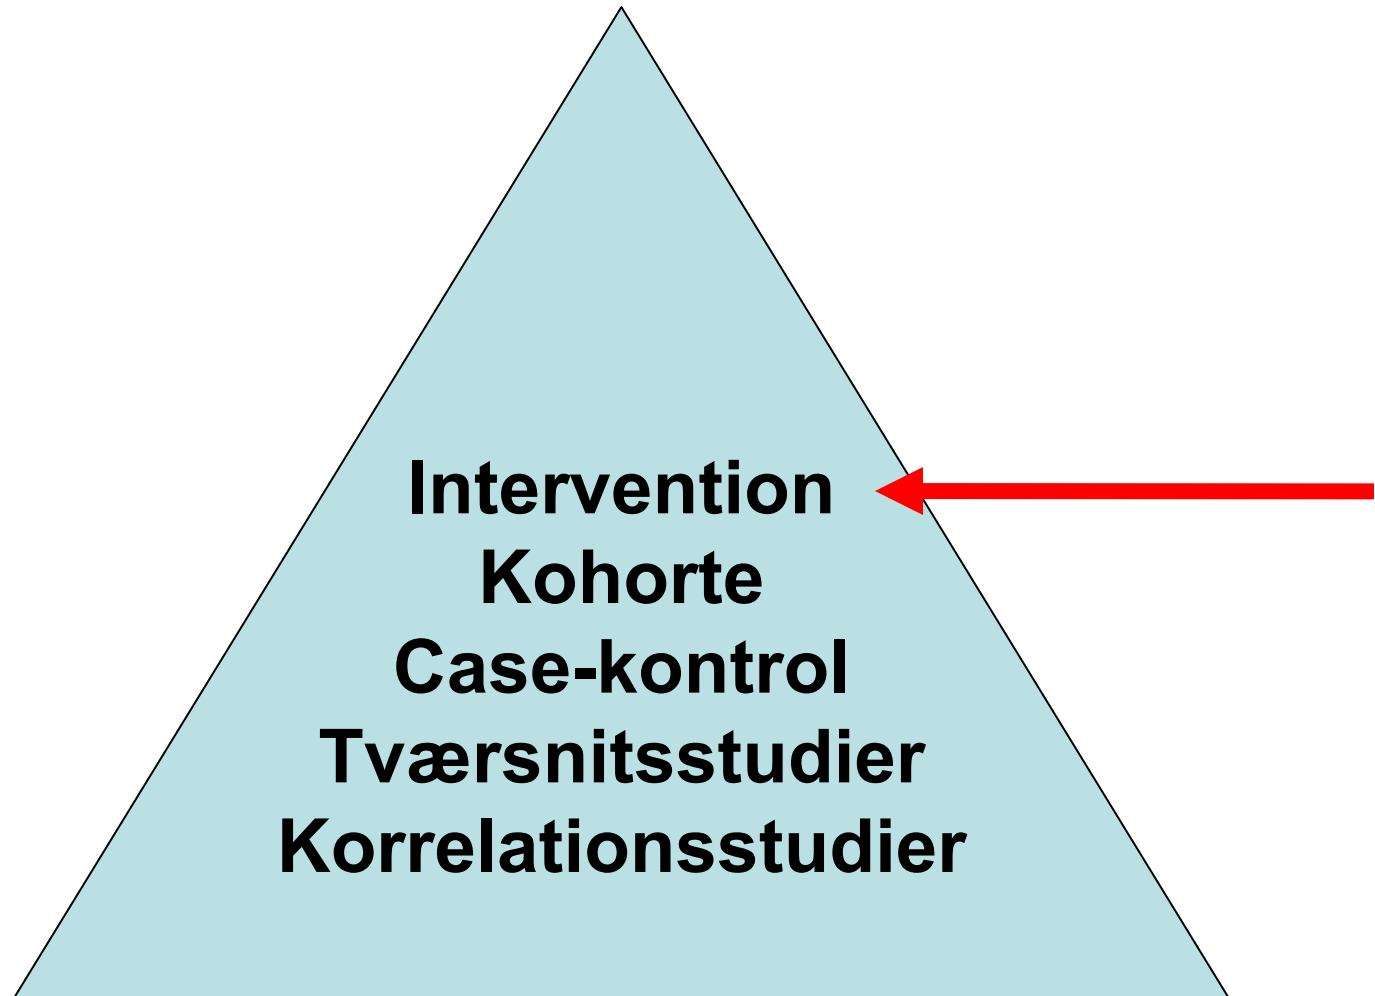 Intervention
Kohorte
Case-kontrol
Tværsnitsstudier
Korrelationsstudier